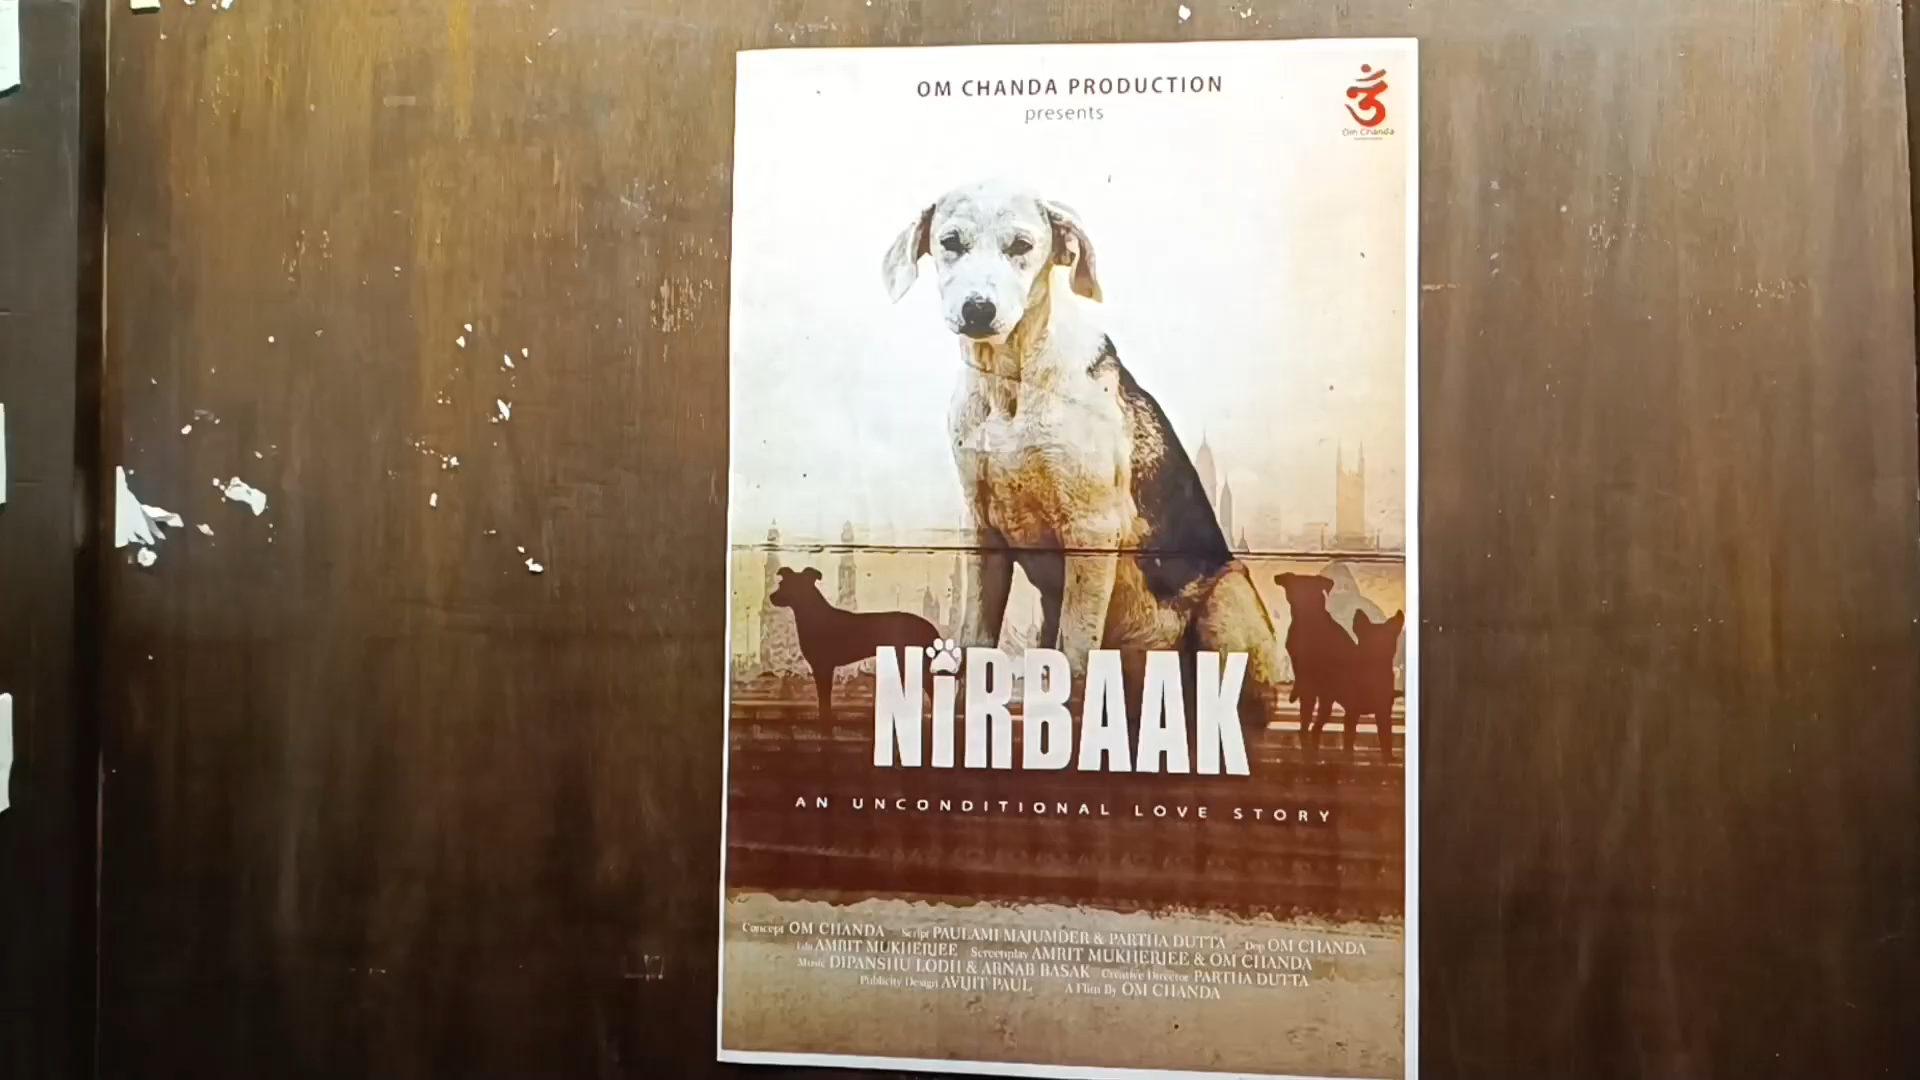 OM CHANDA PRODUCTION
presents
Om Chanda
NiRBAAK
AN UNCONDITIONAL LOVE STORY
Concept OM CHANDA Script PAULAMI MAJUMDER & PARTHA DUTTA Dop OM CHANDA
Edit AMRIT MUKHERJEE Screenplay AMRIT MUKHERJEE & OM CHANDA
Music DIPANSHU LODH & ARNAB BASAK Creative Director PARTHA DUTTA
Publicity Design AVIJIT PAUL A Film By OM CHANDA